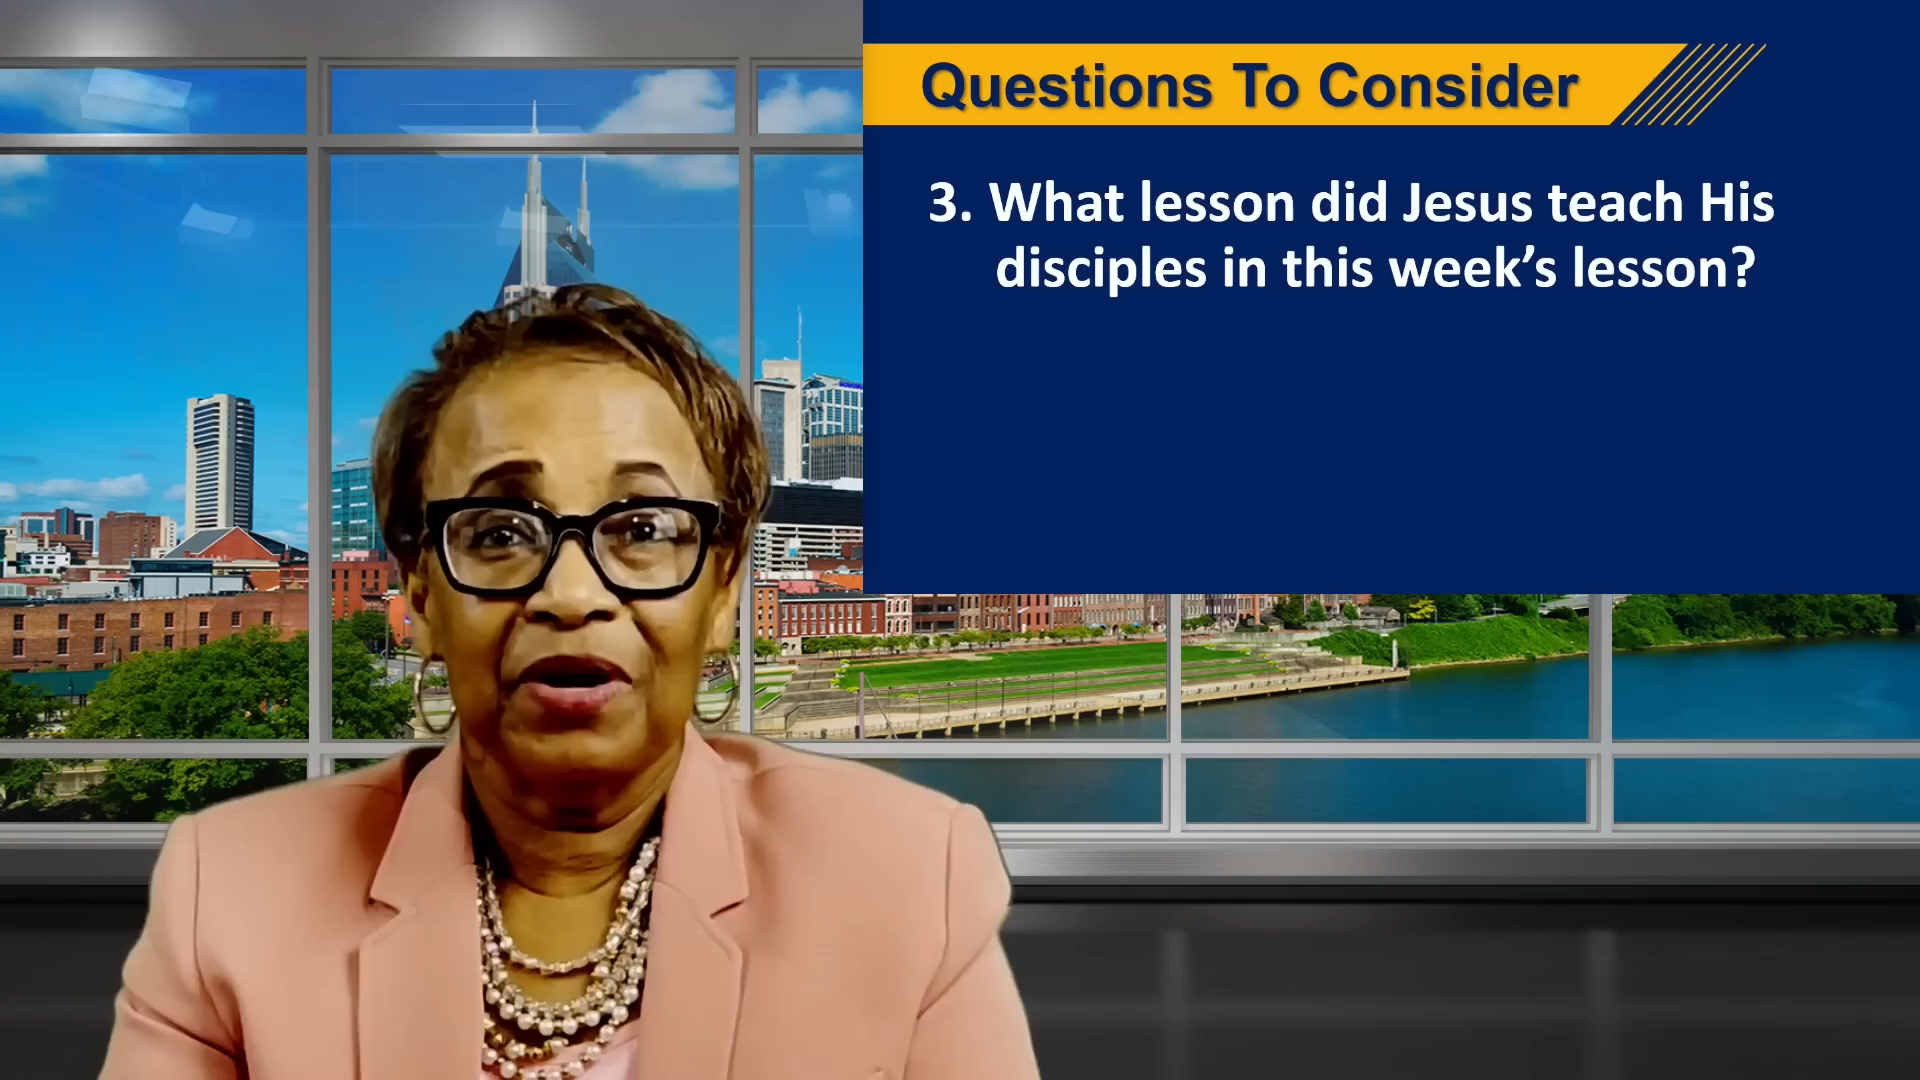 Questions To Consider
3. What lesson did Jesus teach His
disciples in this week’s lesson?